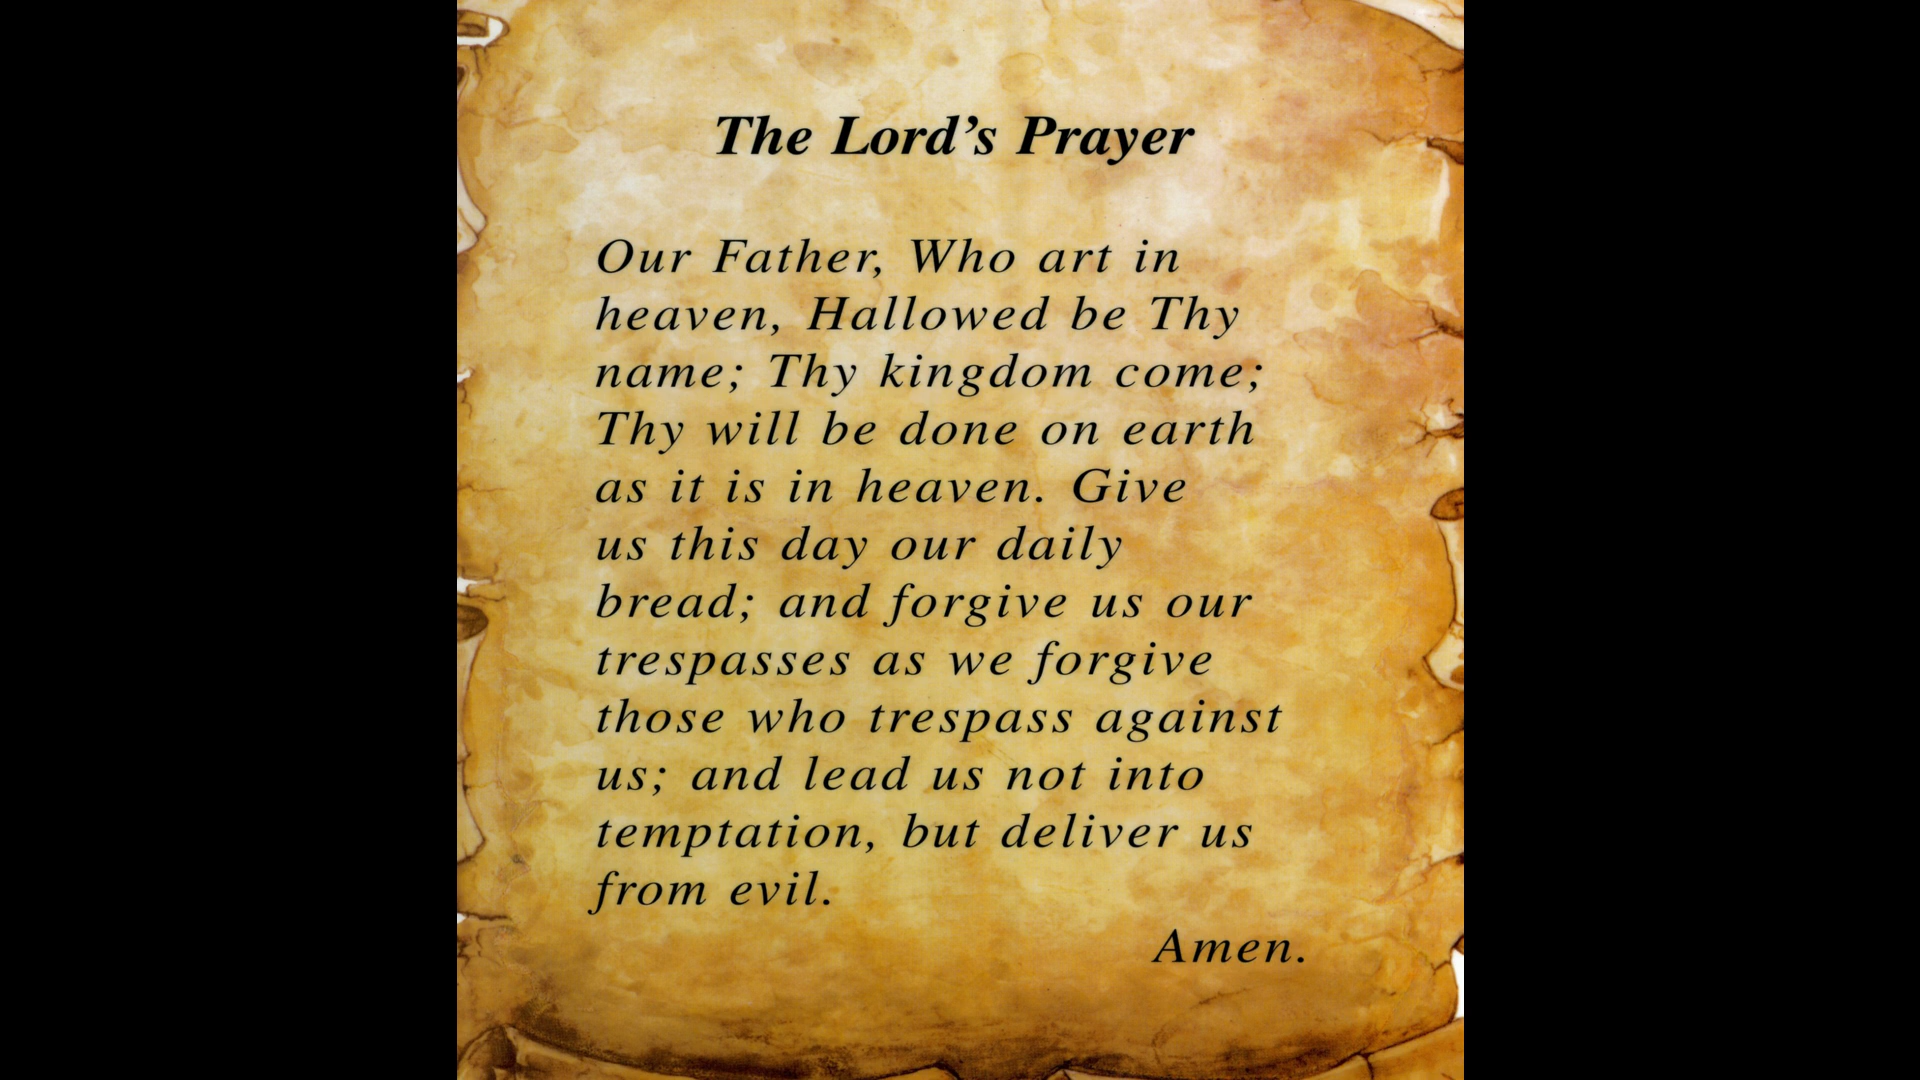 The Lord’s Prayer
Our Father, Who art in
heaven, Hallowed be Thy
name; Thy kingdom come;
Thy will be done on earth
as it is in heaven. Give
us this day our daily
bread; and forgive us our
trespasses as we forgive
those who trespass against
us; and lead us not into
temptation, but deliver us
from evil.
Amen.